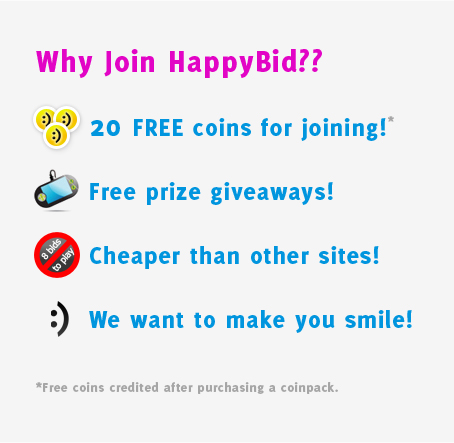 Why Join HappyBid??
20 FREE coins for joining!*
Free prize giveaways!
8 bids
to play
Cheaper than other sites!
:)
We want to make you smile!
*Free coins credited after purchasing a coinpack.